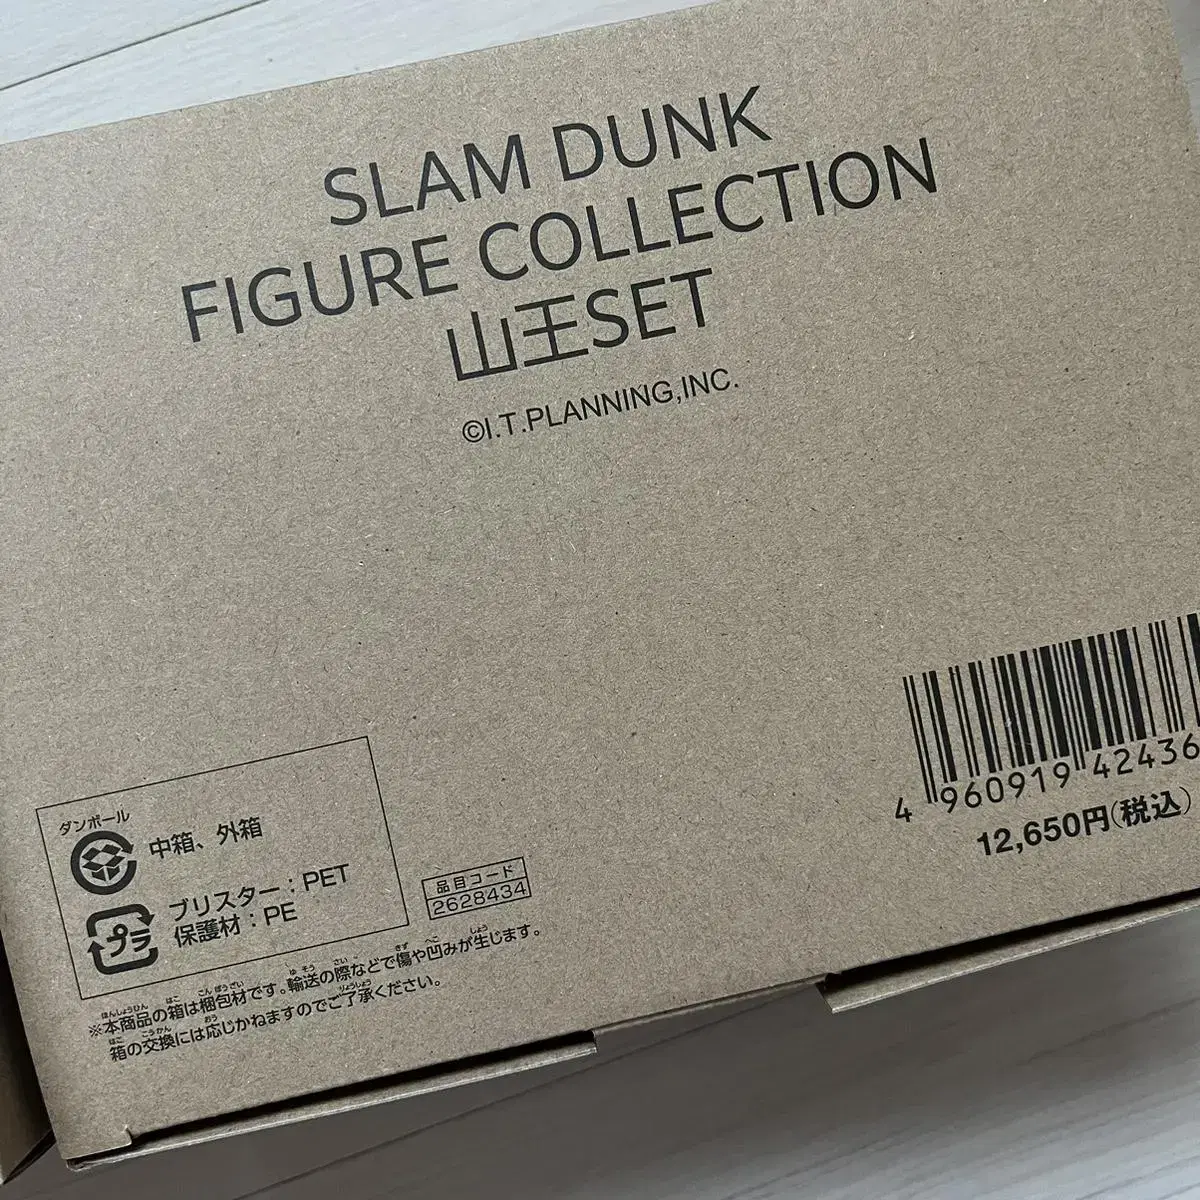 SLAM DUNK
FIGURE COLLECTION
山王SET
©I.T.PLANNING,INC.
4 960919 42436
12,650円(税込)
ダンボール
中箱、外箱
プラ
ブリスター：PET
保護材：PE
品目コード
2628434
※本商品の箱は梱包材です。輸送の際などで傷や凹みが生じます。
箱の交換には応じかねますのでご了承ください。